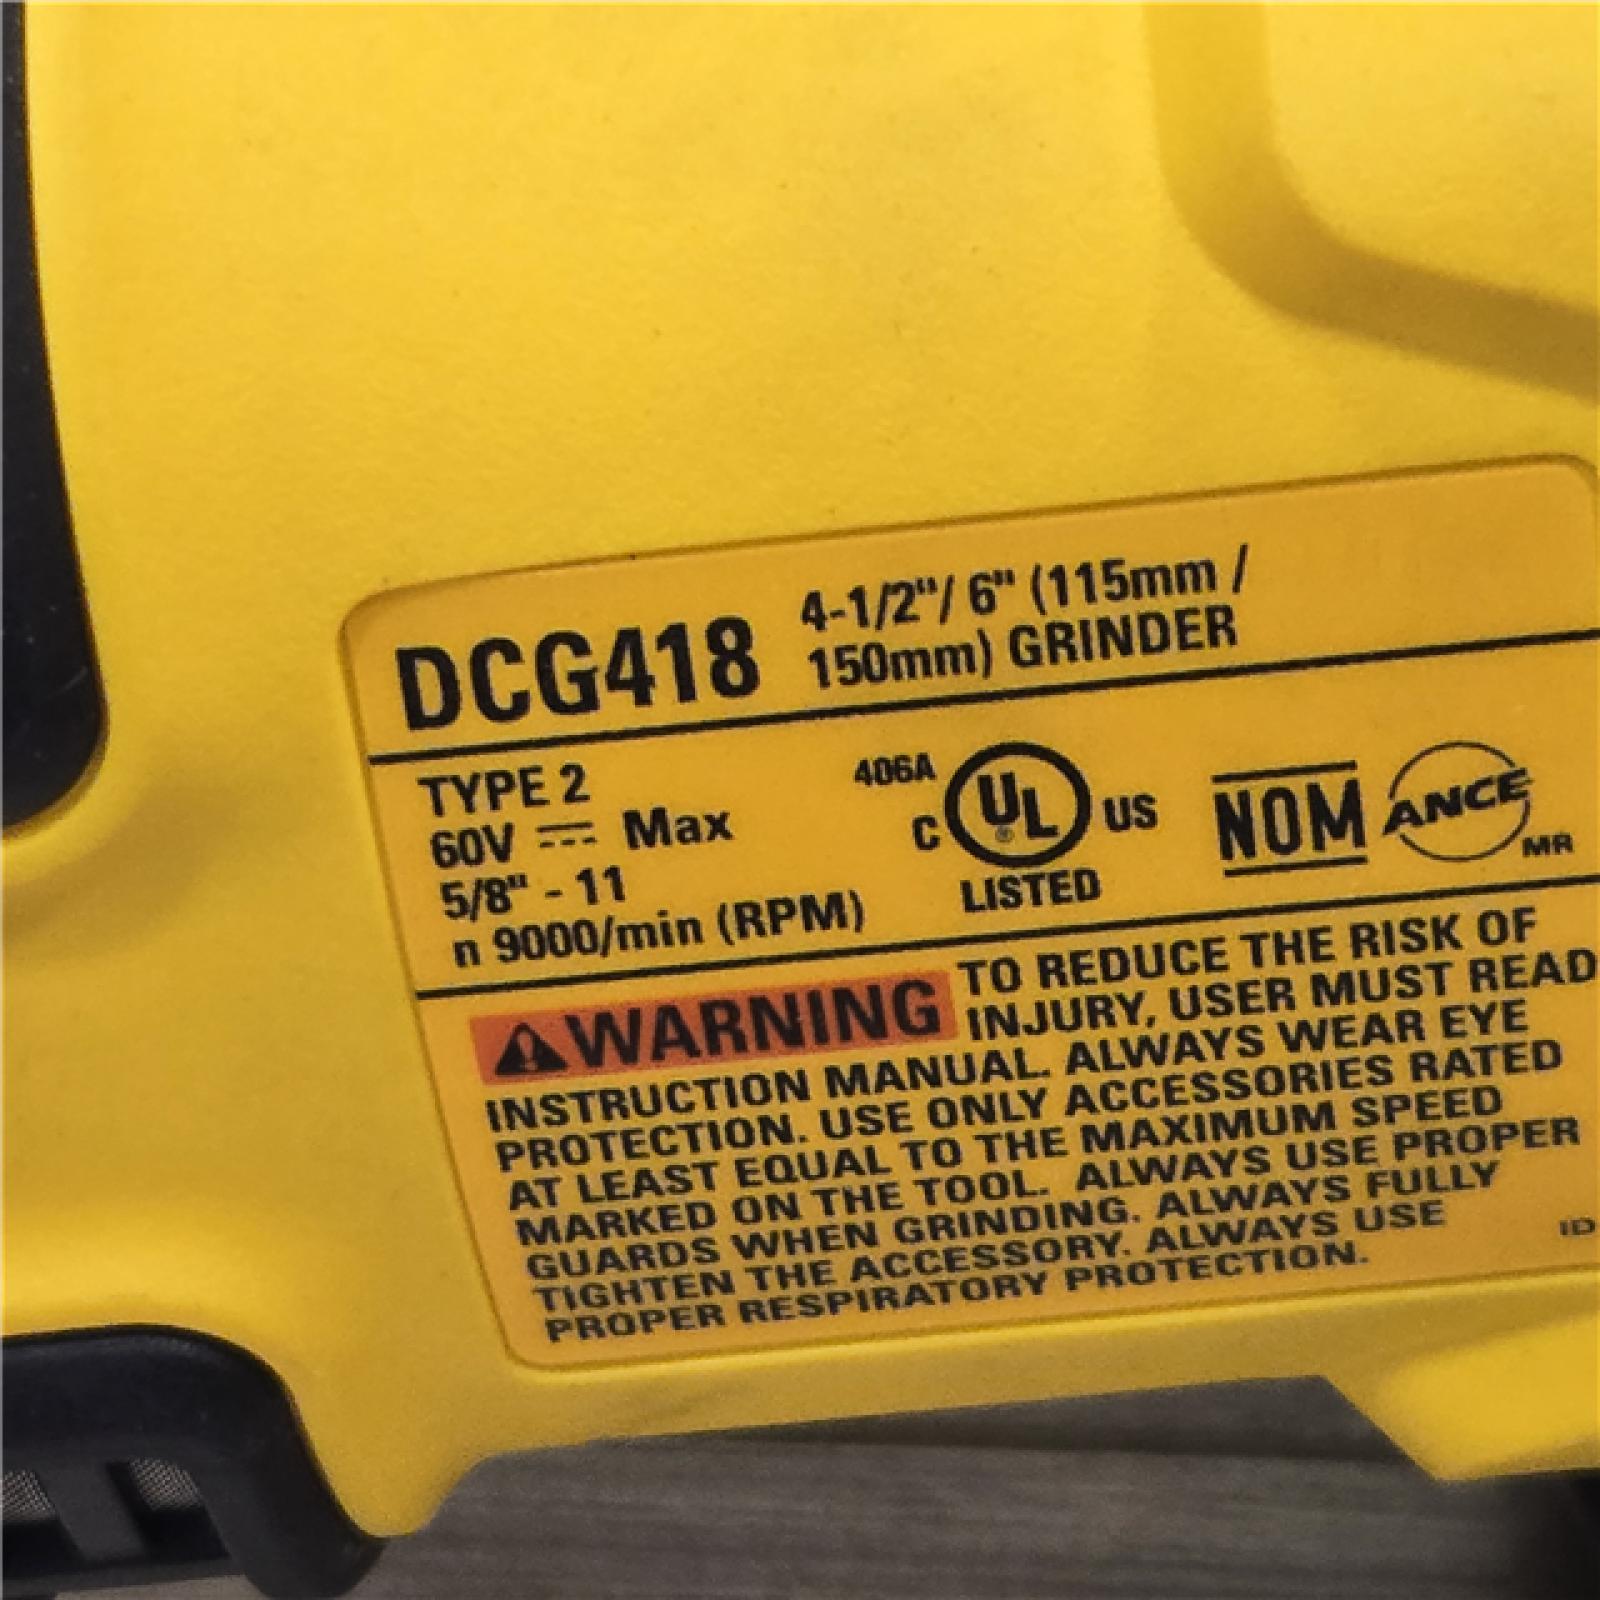 DCG418
4-1/2"/ 6" (115mm /
150mm) GRINDER
TYPE 2
60V ⎓ Max
5/8" - 11
n 9000/min (RPM)
406A
C UL® US
LISTED
NOM
ANCE
MR
⚠WARNING TO REDUCE THE RISK OF
INJURY, USER MUST READ
INSTRUCTION MANUAL. ALWAYS WEAR EYE
PROTECTION. USE ONLY ACCESSORIES RATED
AT LEAST EQUAL TO THE MAXIMUM SPEED
MARKED ON THE TOOL. ALWAYS USE PROPER
GUARDS WHEN GRINDING. ALWAYS FULLY
TIGHTEN THE ACCESSORY. ALWAYS USE
PROPER RESPIRATORY PROTECTION.
ID